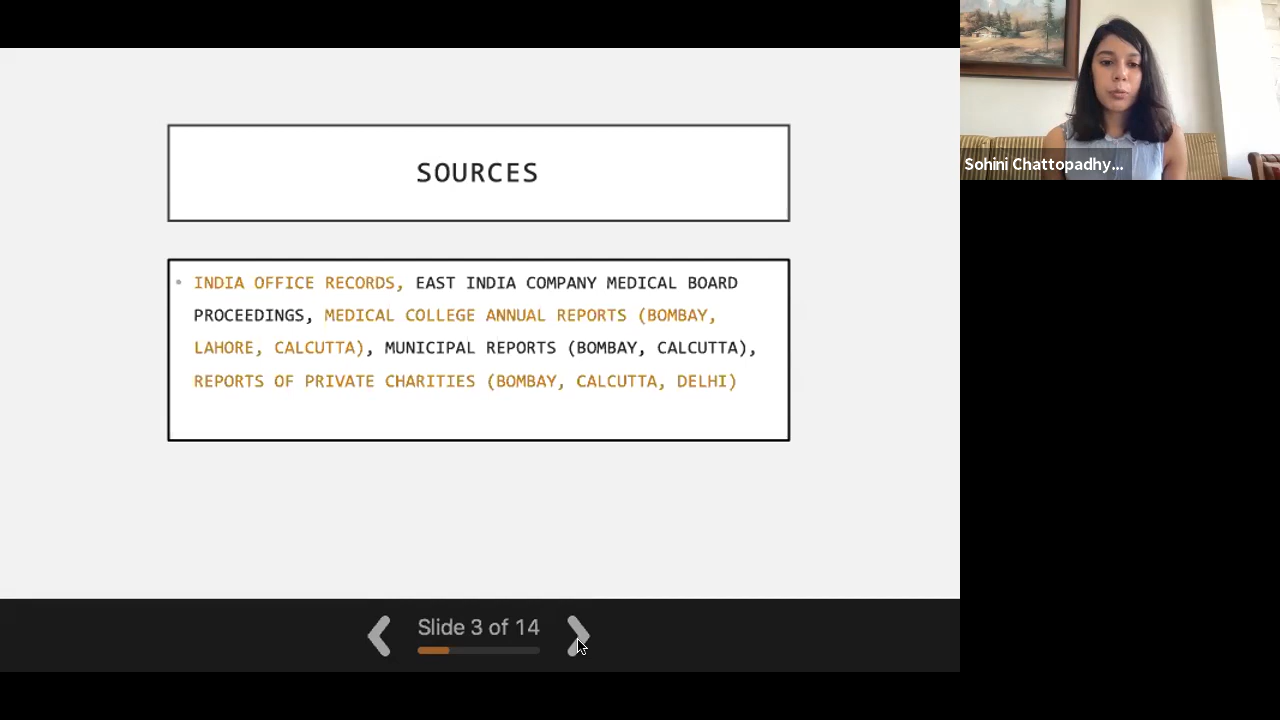 SOURCES
• INDIA OFFICE RECORDS, EAST INDIA COMPANY MEDICAL BOARD
PROCEEDINGS, MEDICAL COLLEGE ANNUAL REPORTS (BOMBAY,
LAHORE, CALCUTTA), MUNICIPAL REPORTS (BOMBAY, CALCUTTA),
REPORTS OF PRIVATE CHARITIES (BOMBAY, CALCUTTA, DELHI)
Slide 3 of 14
Sohini Chattopadhy...